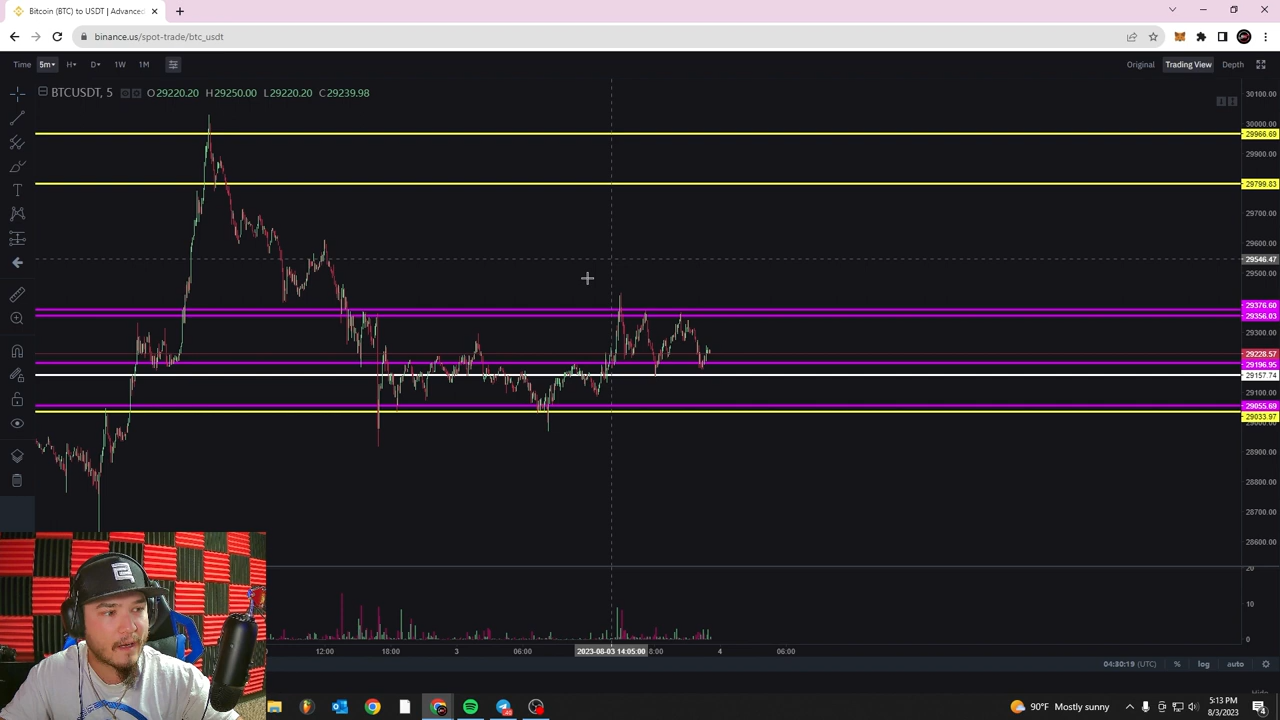 Bitcoin (BTC) to USDT | Advanced
binance.us/spot-trade/btc_usdt
Time 5m H D 1W 1M
Original Trading View Depth
BTCUSDT, 5 O29220.20 H29250.00 L29220.20 C29239.98
30100.00
30000.00
29966.69
29900.00
29799.83
29700.00
29600.00
29546.47
29500.00
29376.60
29356.03
29300.00
29228.57
29196.95
29157.74
29100.00
29055.69
29033.97
28900.00
28800.00
28700.00
28600.00
20
10
0
12:00 18:00 3 06:00 2023-08-03 14:05:00 8:00 4 06:00
04:30:19 (UTC) % log auto
Hide
90°F Mostly sunny
5:13 PM
8/3/2023